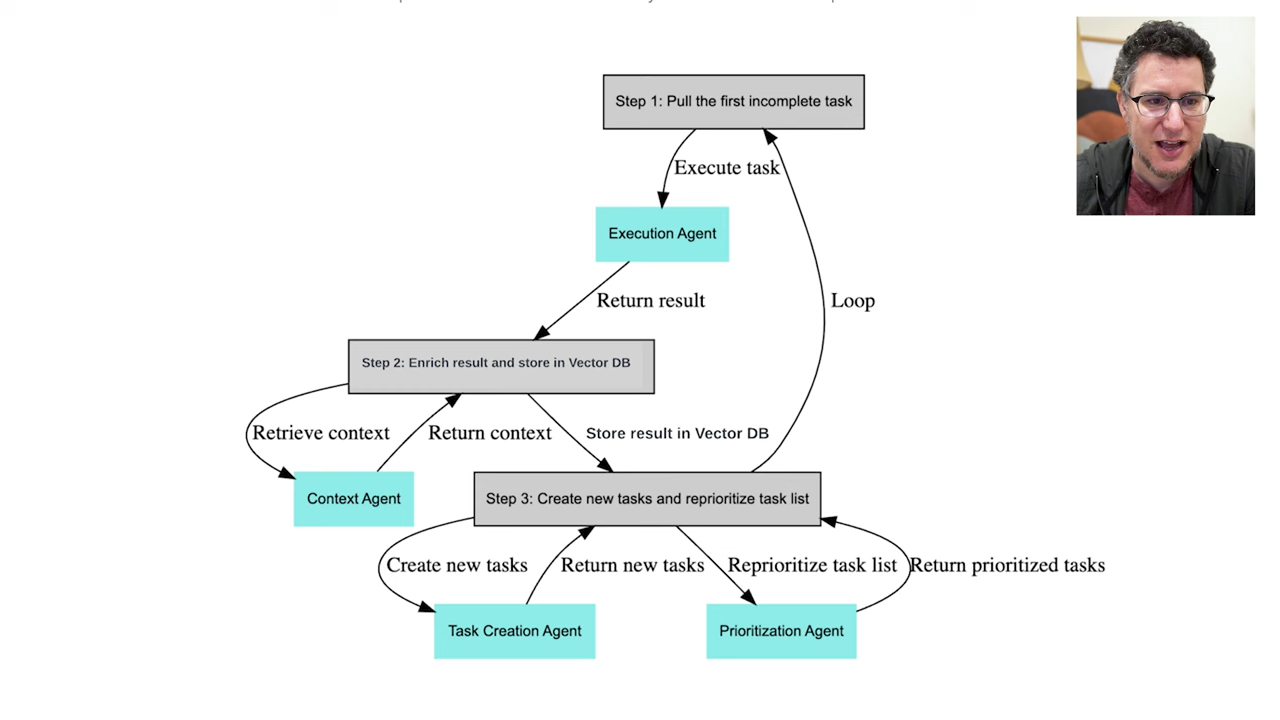 Step 1: Pull the first incomplete task
Execute task
Execution Agent
Return result
Loop
Step 2: Enrich result and store in Vector DB
Retrieve context
Return context
Store result in Vector DB
Context Agent
Step 3: Create new tasks and reprioritize task list
Create new tasks
Return new tasks
Reprioritize task list
Return prioritized tasks
Task Creation Agent
Prioritization Agent